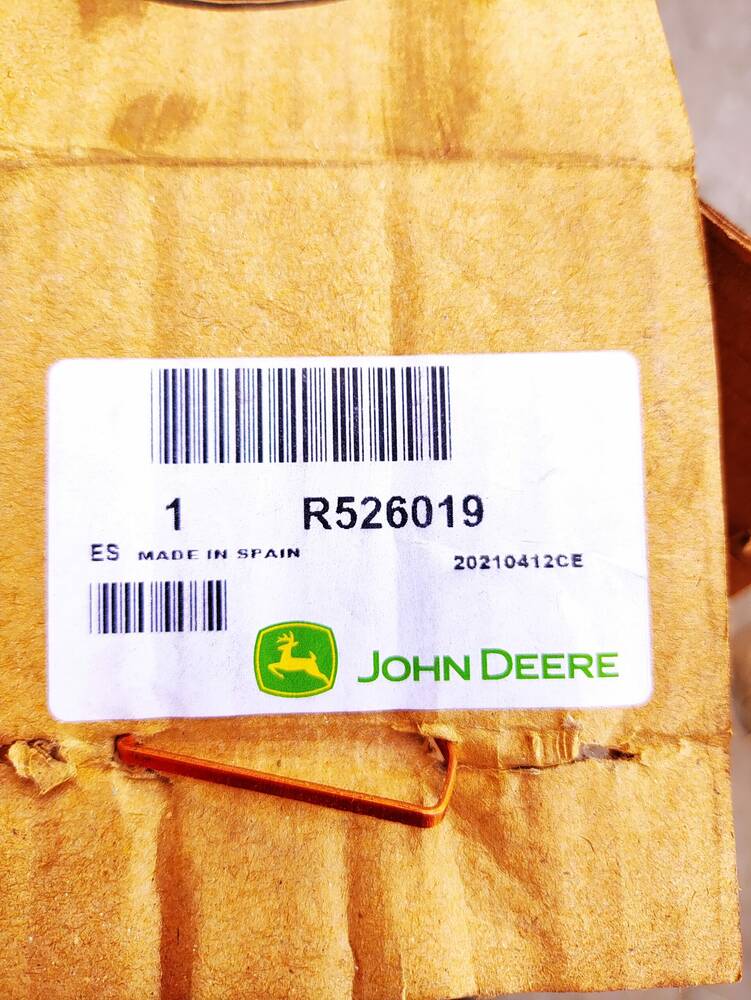 1 R526019
ES MADE IN SPAIN 20210412CE
JOHN DEERE